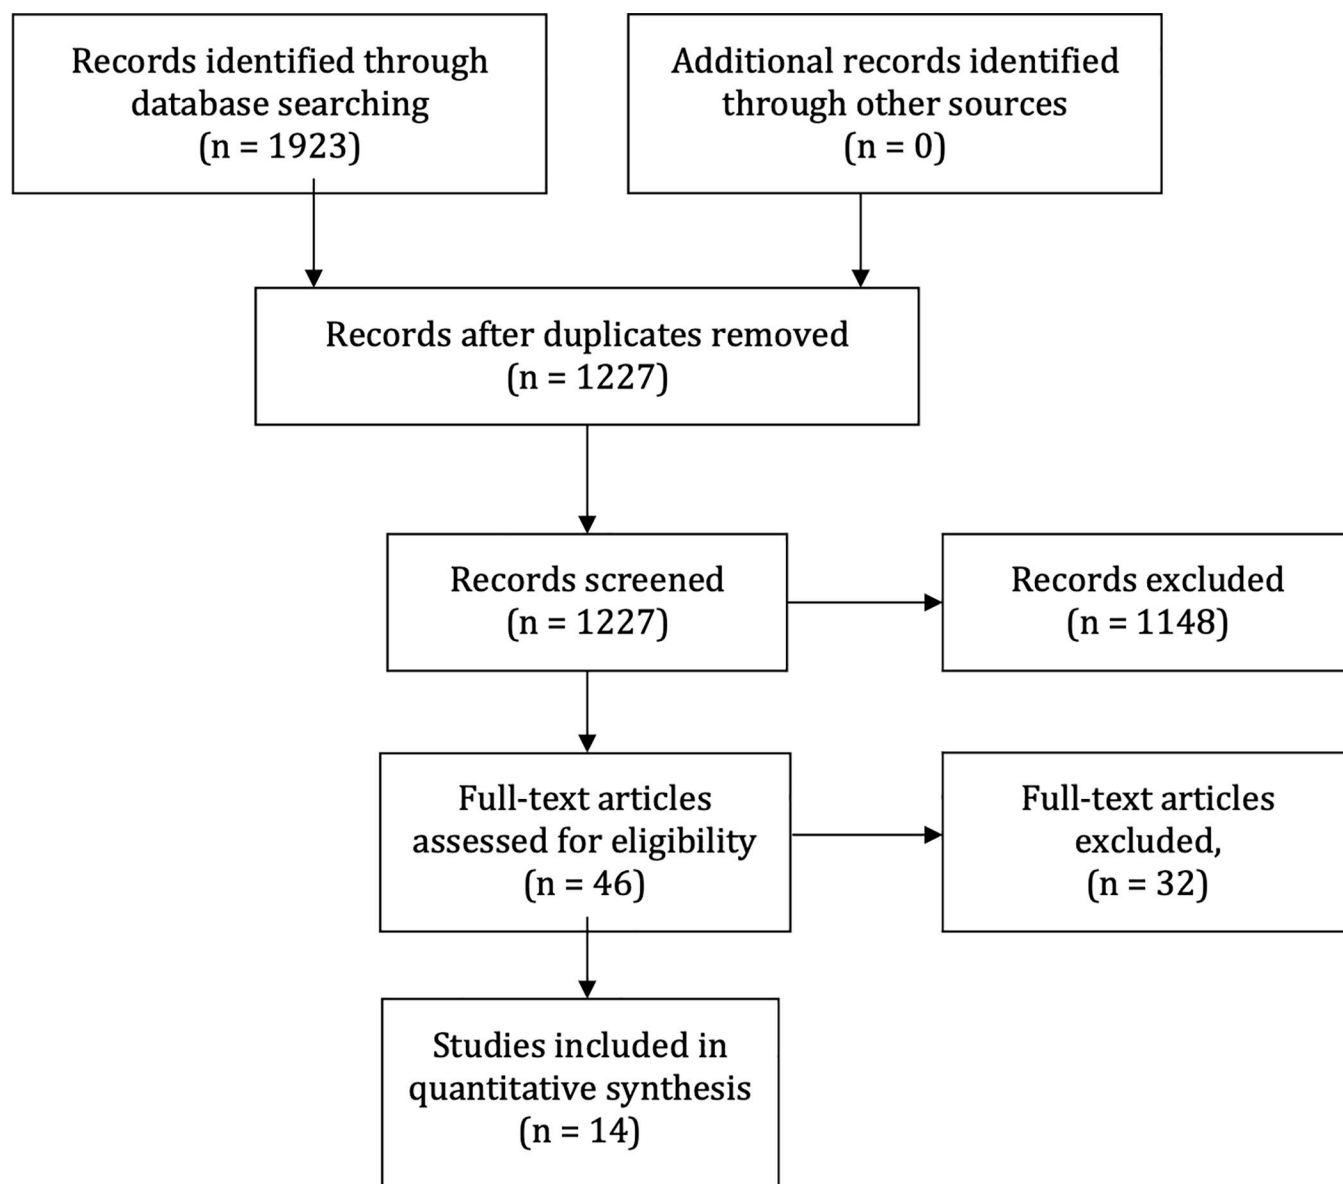 Records identified through
database searching
(n = 1923)
Additional records identified
through other sources
(n = 0)
Records after duplicates removed
(n = 1227)
Records screened
(n = 1227)
Records excluded
(n = 1148)
Full-text articles
assessed for eligibility
(n = 46)
Full-text articles
excluded,
(n = 32)
Studies included in
quantitative synthesis
(n = 14)